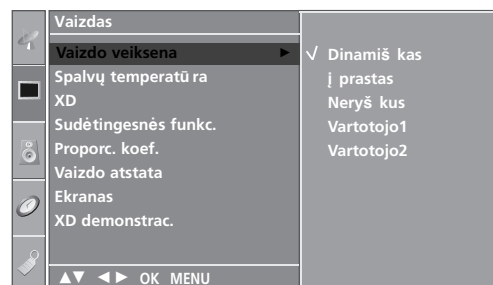 Vaizdas
Vaizdo veiksena ►
Spalvų temperatū ra
XD
Sudėtingesnės funkc.
Proporc. koef.
Vaizdo atstata
Ekranas
XD demonstrac.
▲▼ ◄► OK MENU
√ Dinamiš kas
į prastas
Neryš kus
Vartotojo1
Vartotojo2